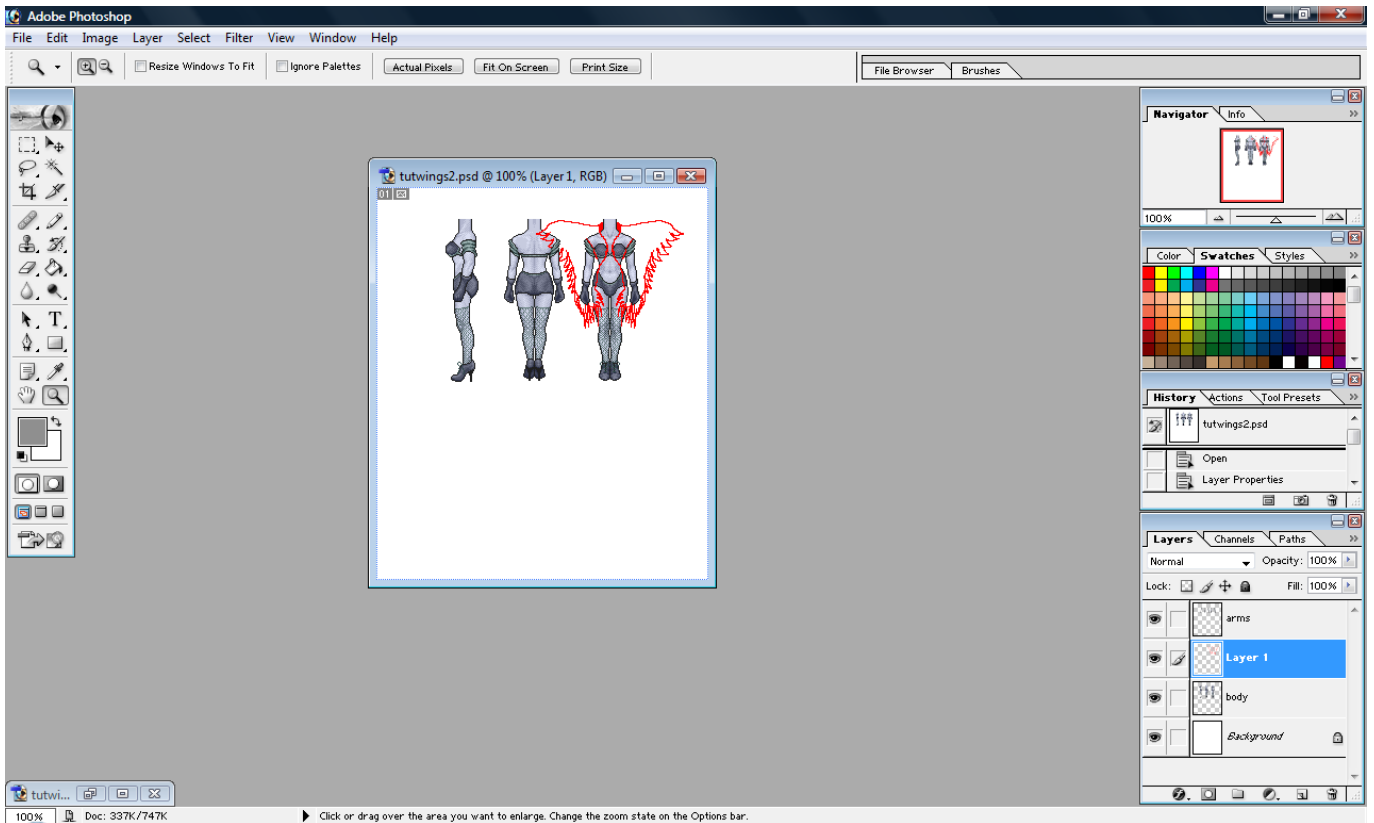 Adobe Photoshop
File Edit Image Layer Select Filter View Window Help
Resize Windows To Fit Ignore Palettes Actual Pixels Fit On Screen Print Size File Browser Brushes
Navigator Info
100%
tutwings2.psd @ 100% (Layer 1, RGB)
01
Color Swatches Styles
History Actions Tool Presets
tutwings2.psd
Open
Layer Properties
Layers Channels Paths
Normal Opacity: 100%
Lock: Fill: 100%
arms
Layer 1
body
Background
T
tutwi...
100% Doc: 337K/747K Click or drag over the area you want to enlarge. Change the zoom state on the Options bar.